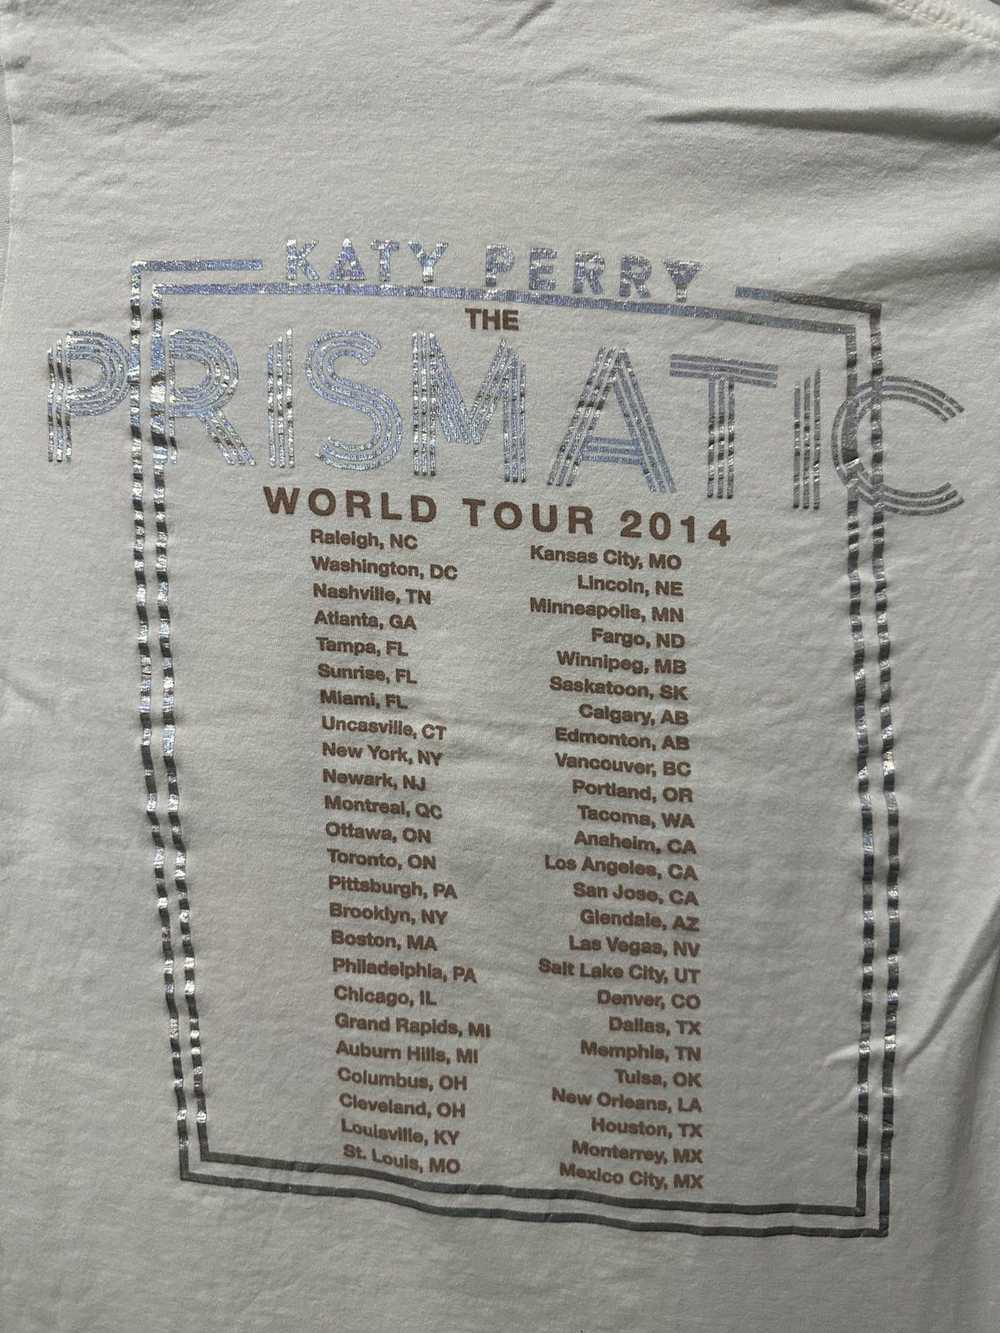 KATY PERRY
THE
PRISMATIC
WORLD TOUR 2014
Raleigh, NC
Washington, DC
Nashville, TN
Atlanta, GA
Tampa, FL
Sunrise, FL
Miami, FL
Uncasville, CT
New York, NY
Newark, NJ
Montreal, QC
Ottawa, ON
Toronto, ON
Pittsburgh, PA
Brooklyn, NY
Boston, MA
Philadelphia, PA
Chicago, IL
Grand Rapids, MI
Auburn Hills, MI
Columbus, OH
Cleveland, OH
Louisville, KY
St. Louis, MO
Kansas City, MO
Lincoln, NE
Minneapolis, MN
Fargo, ND
Winnipeg, MB
Saskatoon, SK
Calgary, AB
Edmonton, AB
Vancouver, BC
Portland, OR
Tacoma, WA
Anaheim, CA
Los Angeles, CA
San Jose, CA
Glendale, AZ
Las Vegas, NV
Salt Lake City, UT
Denver, CO
Dallas, TX
Memphis, TN
Tulsa, OK
New Orleans, LA
Houston, TX
Monterrey, MX
Mexico City, MX